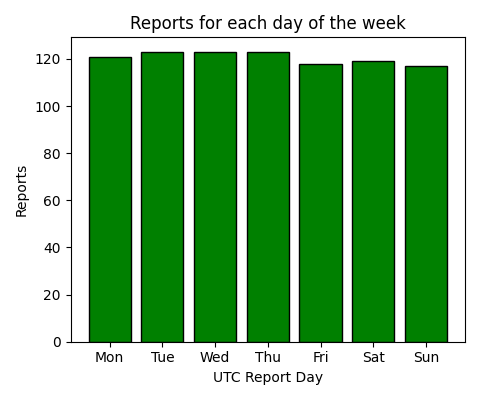 Reports for each day of the week
Reports
120
100
80
60
40
20
0
Mon Tue Wed Thu Fri Sat Sun
UTC Report Day